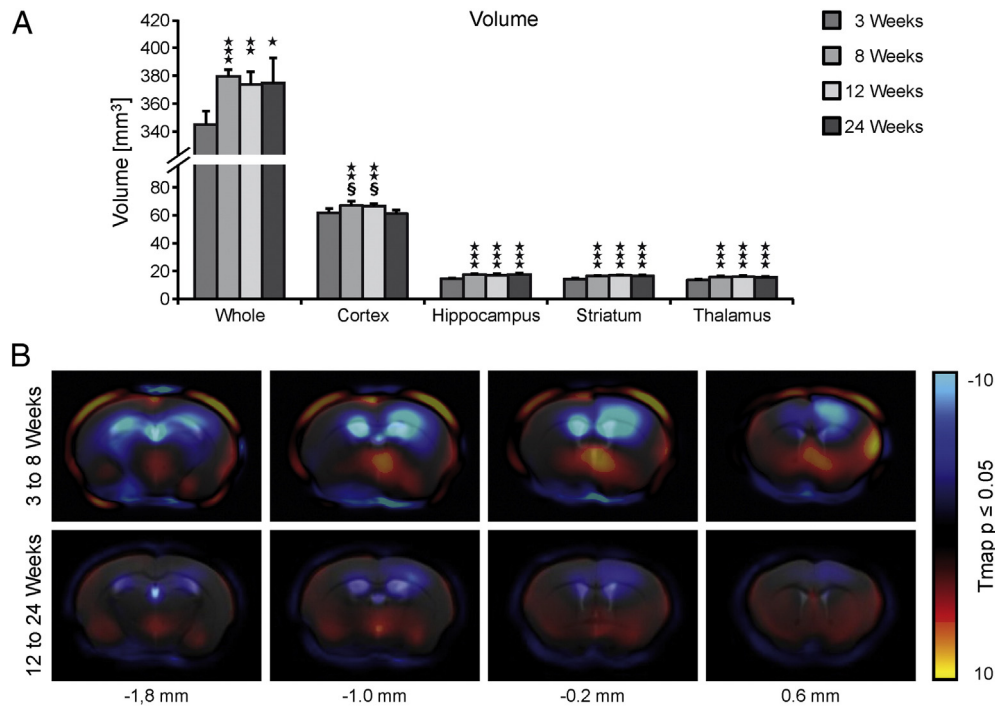 A
Volume
3 Weeks
8 Weeks
12 Weeks
24 Weeks
Volume [mm³]
420
400
380
360
340
80
60
40
20
0
★★★
★★
★
★★§
★★§
★★★
★★★
★★★
★★★
★★★
★★★
★★★
★★★
★★★
Whole
Cortex
Hippocampus
Striatum
Thalamus
B
3 to 8 Weeks
12 to 24 Weeks
-1,8 mm
-1.0 mm
-0.2 mm
0.6 mm
-10
Tmap p ≤ 0.05
10